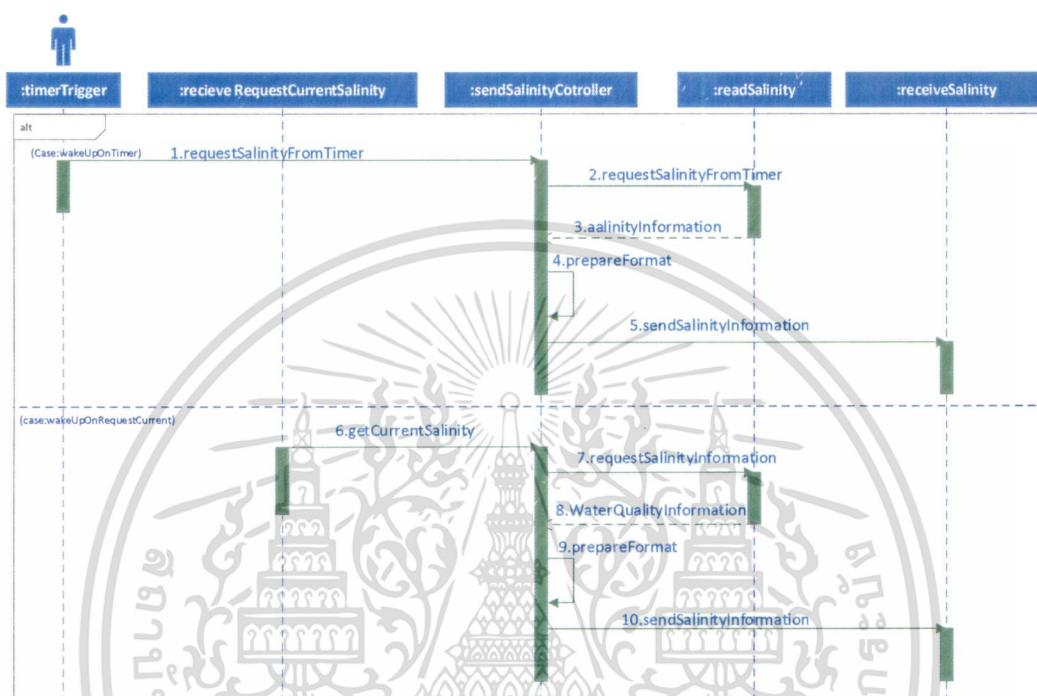 :timerTrigger
:recieve RequestCurrentSalinity
:sendSalinityCotroller
:readSalinity
:receiveSalinity
alt
(Case:wakeUpOnTimer)
1.requestSalinityFromTimer
2.requestSalinityFromTimer
3.aalinityInformation
4.prepareFormat
5.sendSalinityInformation
(case:wakeUpOnRequestCurrent)
6.getCurrentSalinity
7.requestSalinityInformation
8.WaterQualityInformation
9.prepareFormat
10.sendSalinityInformation